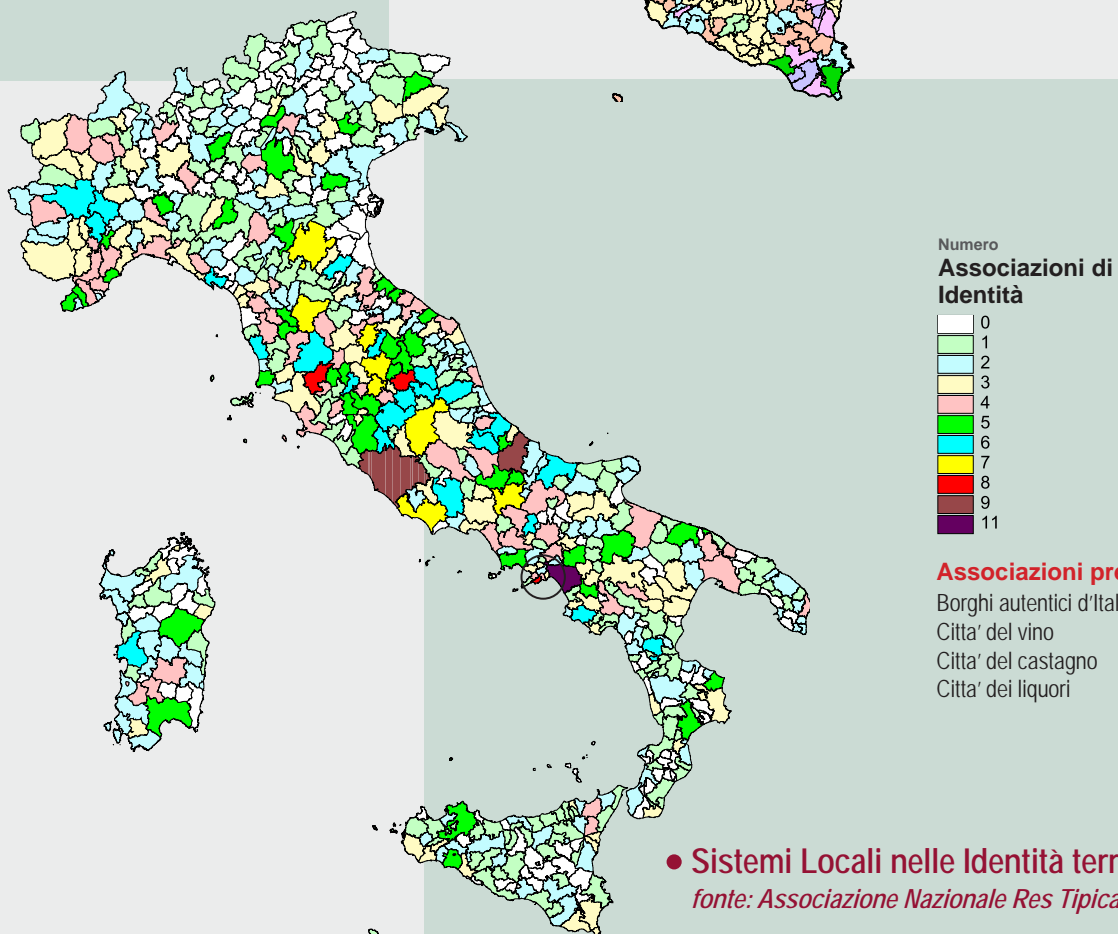 Numero
Associazioni di
Identità
0
1
2
3
4
5
6
7
8
9
11
Associazioni pre
Borghi autentici d'Ital
Citta' del vino
Citta' del castagno
Citta' dei liquori
• Sistemi Locali nelle Identità terr
fonte: Associazione Nazionale Res Tipica